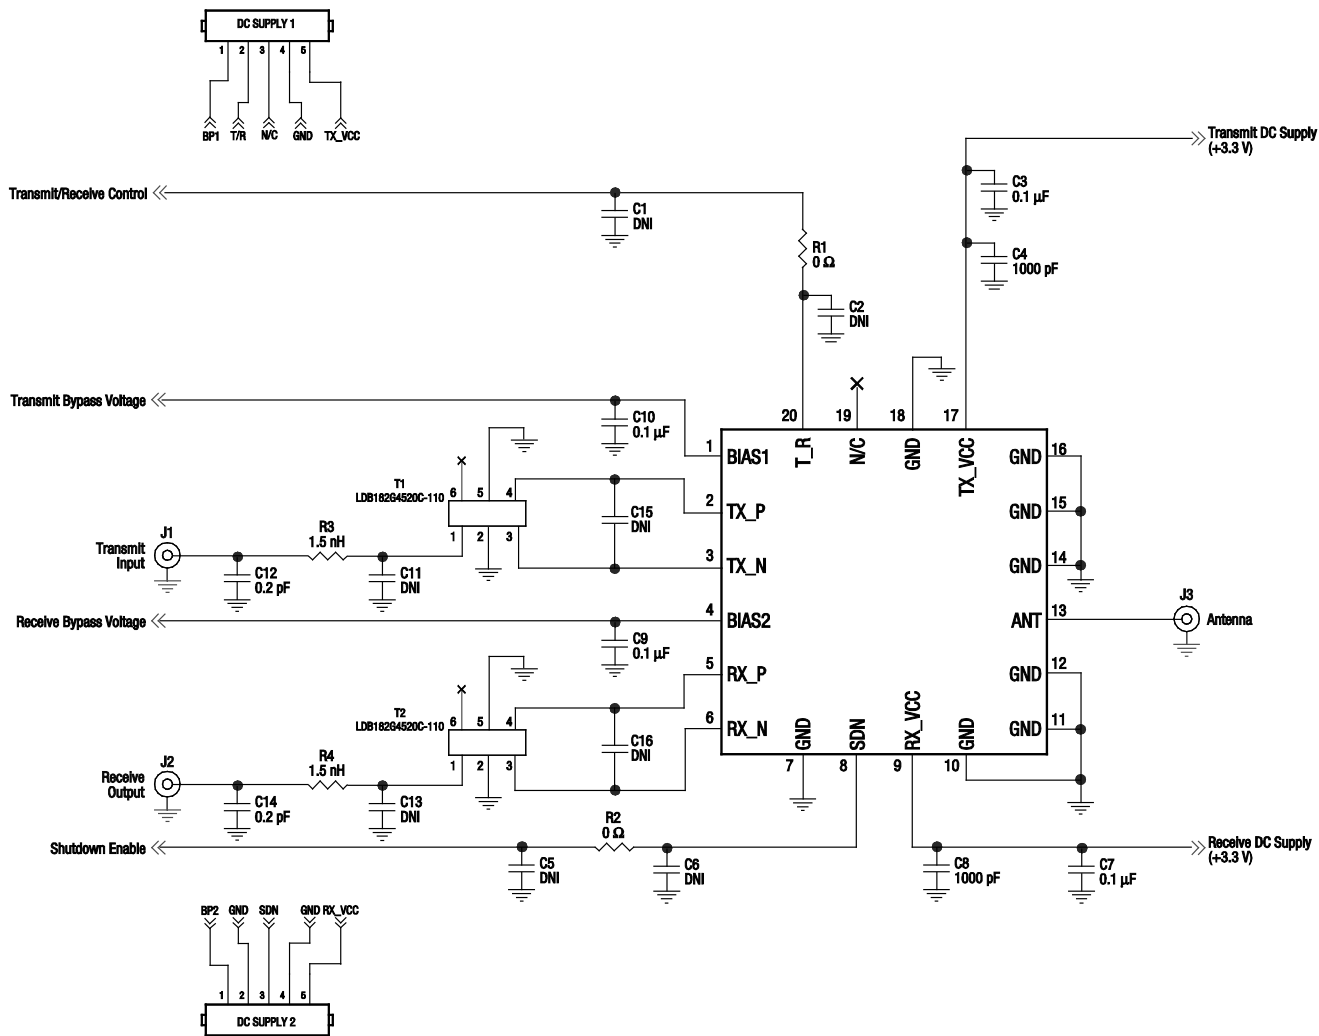 DC SUPPLY 1
1 2 3 4 5
BP1 T/R N/C GND TX_VCC
Transmit DC Supply
(+3.3 V)
C3
0.1 µF
Transmit/Receive Control
C1
DNI
R1
0 Ω
C4
1000 pF
C2
DNI
Transmit Bypass Voltage
C10
0.1 µF
20 19 18 17
1 BIAS1
T_R N/C GND TX_VCC
GND 16
T1
LDB182G4520C-110
6 5 4
1 2 3
C15
DNI
2 TX_P
GND 15
J1
Transmit
Input
R3
1.5 nH
C12
0.2 pF
C11
DNI
3 TX_N
GND 14
Receive Bypass Voltage
4 BIAS2
ANT 13
J3
Antenna
C9
0.1 µF
5 RX_P
GND 12
T2
LDB182G4520C-110
6 5 4
1 2 3
C16
DNI
6 RX_N
GND 11
GND SDN RX_VCC GND
7 8 9 10
J2
Receive
Output
R4
1.5 nH
C14
0.2 pF
C13
DNI
Shutdown Enable
R2
0 Ω
C5
DNI
C6
DNI
C8
1000 pF
C7
0.1 µF
Receive DC Supply
(+3.3 V)
BP2 GND SDN GND RX_VCC
1 2 3 4 5
DC SUPPLY 2